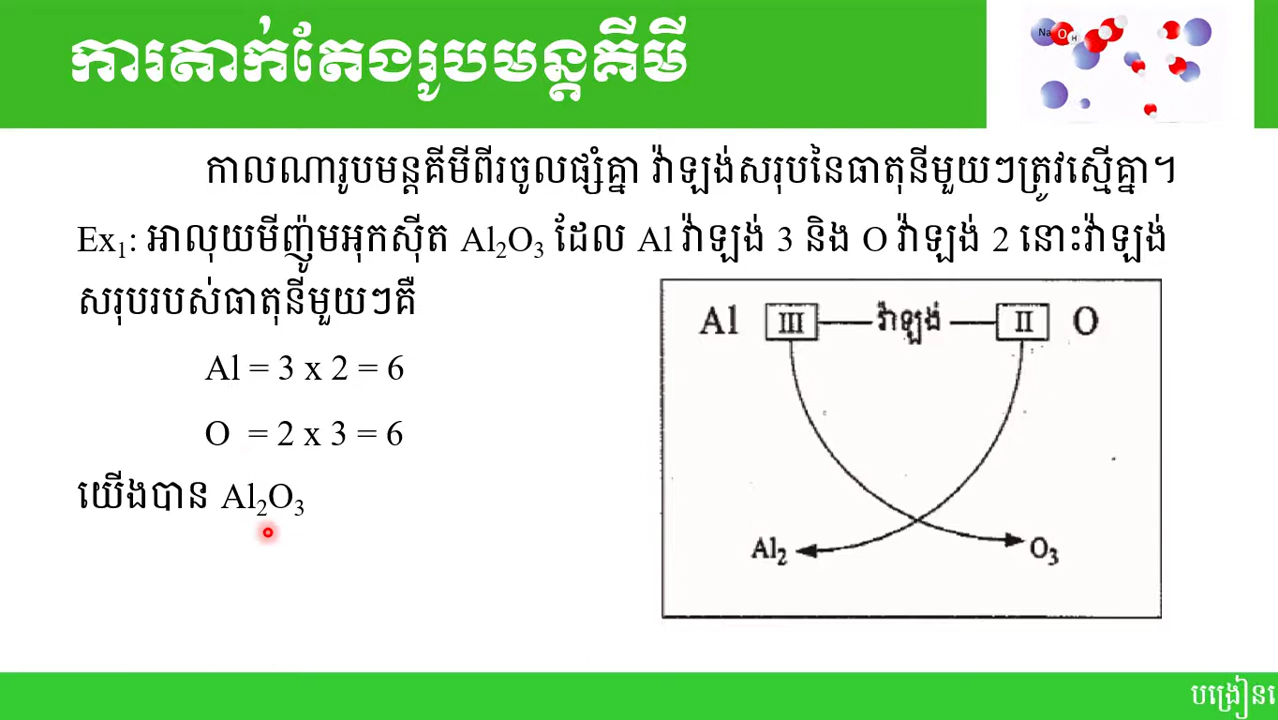 ការតាក់តែងរូបមន្តគីមី
Na O H
កាលណារូបមន្តគីមីពីរចូលផ្សំគ្នា វ៉ាឡង់សរុបនៃធាតុនីមួយៗត្រូវស្មើគ្នា។
Ex₁: អាលុយមីញ៉ូមអុកស៊ីត Al₂O₃ ដែល Al វ៉ាឡង់ 3 និង O វ៉ាឡង់ 2 នោះវ៉ាឡង់
សរុបរបស់ធាតុនីមួយៗគឺ
Al = 3 x 2 = 6
O = 2 x 3 = 6
យើងបាន Al₂O₃
Al III វ៉ាឡង់ II O
Al₂ O₃